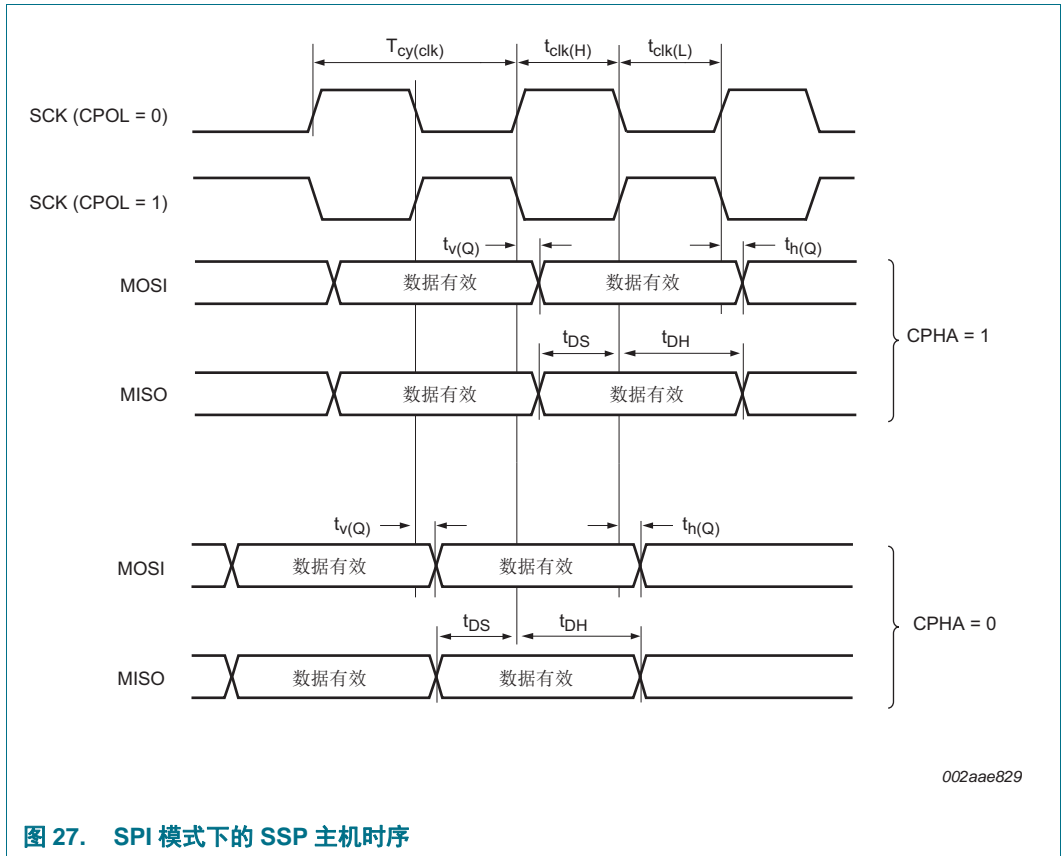 Tcy(clk) tclk(H) tclk(L)
SCK (CPOL = 0)
SCK (CPOL = 1)
tv(Q) th(Q)
MOSI 数据有效 数据有效
CPHA = 1
tDS tDH
MISO 数据有效 数据有效
tv(Q) th(Q)
MOSI 数据有效 数据有效
CPHA = 0
tDS tDH
MISO 数据有效 数据有效
002aae829
图 27. SPI 模式下的 SSP 主机时序